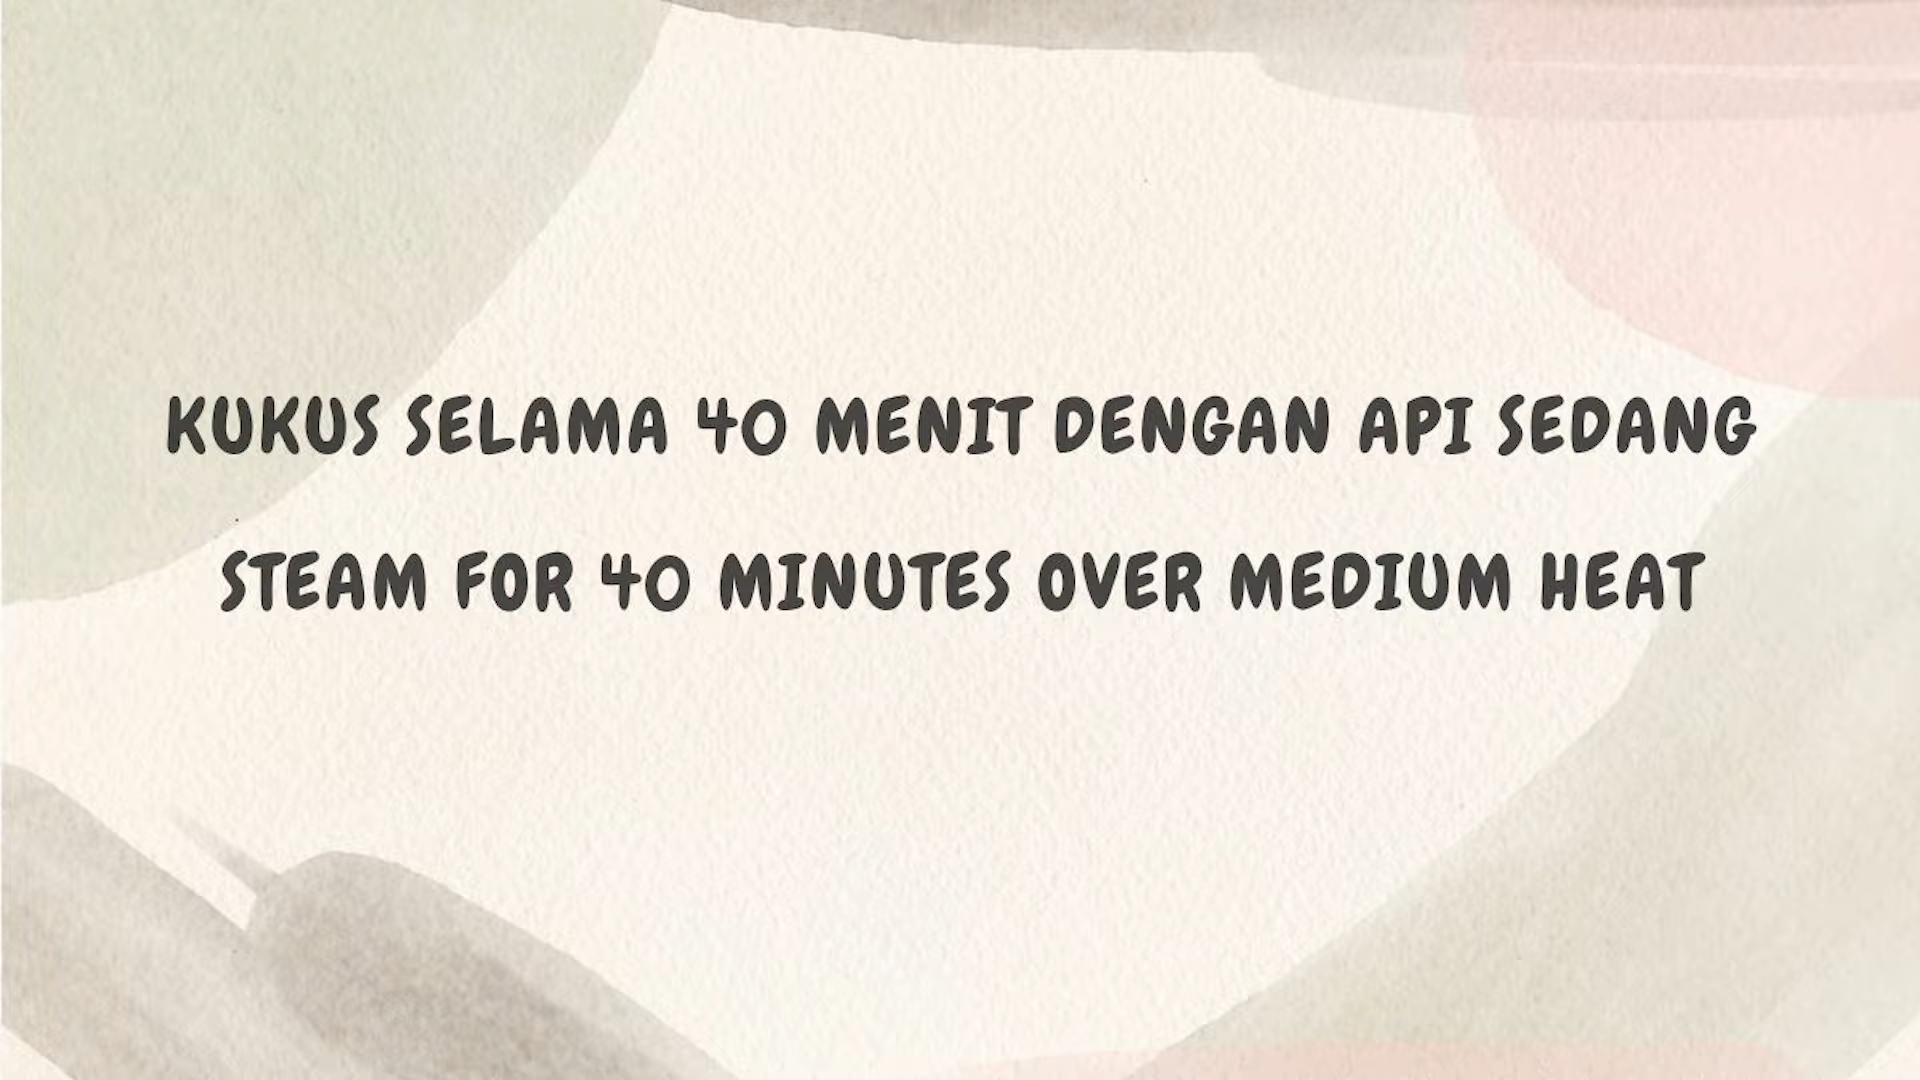 KUKUS SELAMA 40 MENIT DENGAN API SEDANG
STEAM FOR 40 MINUTES OVER MEDIUM HEAT